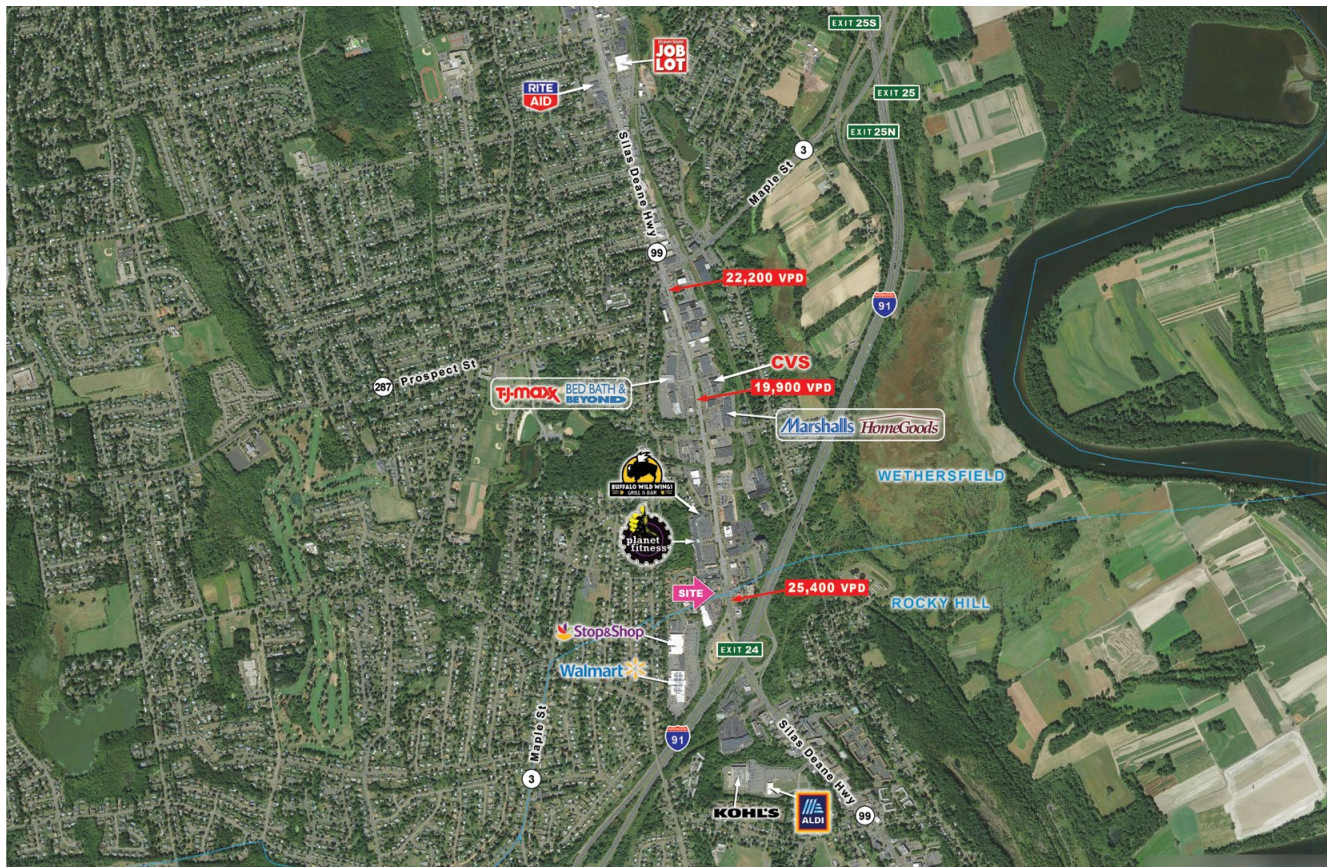 EXIT 25S
Ocean State
JOB
LOT
RITE
AID
EXIT 25
EXIT 25N
Silas Deane Hwy
3
Maple St
99
22,200 VPD
91
CVS
287
Prospect St
T.J.maxx
BED BATH &
BEYOND
19,900 VPD
Marshalls HomeGoods
WETHERSFIELD
BUFFALO WILD WINGS
GRILL & BAR
planet
fitness
SITE
25,400 VPD
ROCKY HILL
Stop&Shop
EXIT 24
Walmart
Maple St
91
Silas Deane Hwy
3
KOHL'S
ALDI
99